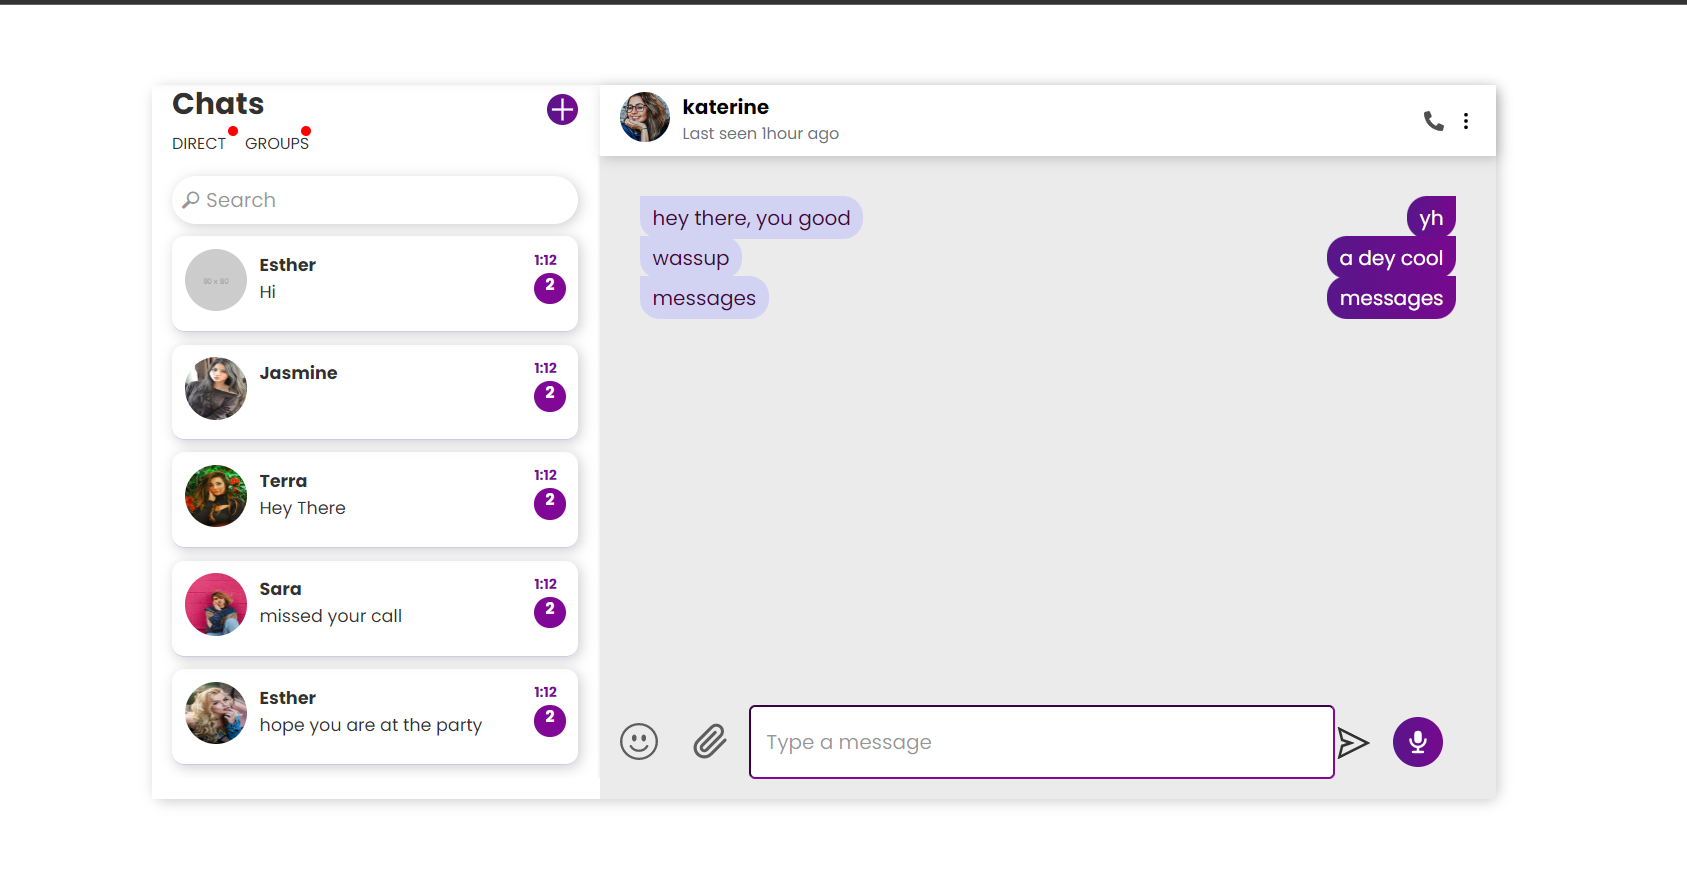 Chats
DIRECT GROUPS
Search
80 x 80
Esther
Hi
1:12
2
Jasmine
1:12
2
Terra
Hey There
1:12
2
Sara
missed your call
1:12
2
Esther
hope you are at the party
1:12
2
katerine
Last seen 1hour ago
hey there, you good
yh
wassup
a dey cool
messages
messages
Type a message